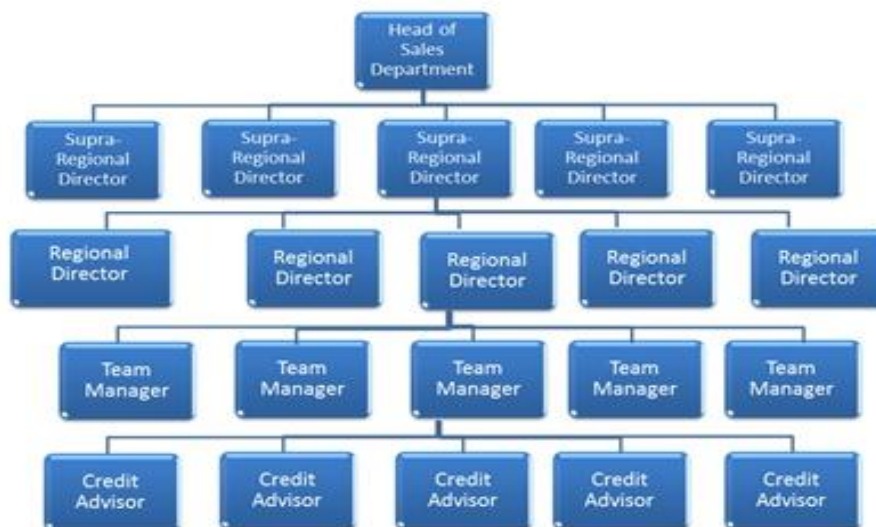 Head of
Sales
Department
Supra-
Regional
Director
Supra-
Regional
Director
Supra-
Regional
Director
Supra-
Regional
Director
Supra-
Regional
Director
Regional
Director
Regional
Director
Regional
Director
Regional
Director
Regional
Director
Team
Manager
Team
Manager
Team
Manager
Team
Manager
Team
Manager
Credit
Advisor
Credit
Advisor
Credit
Advisor
Credit
Advisor
Credit
Advisor